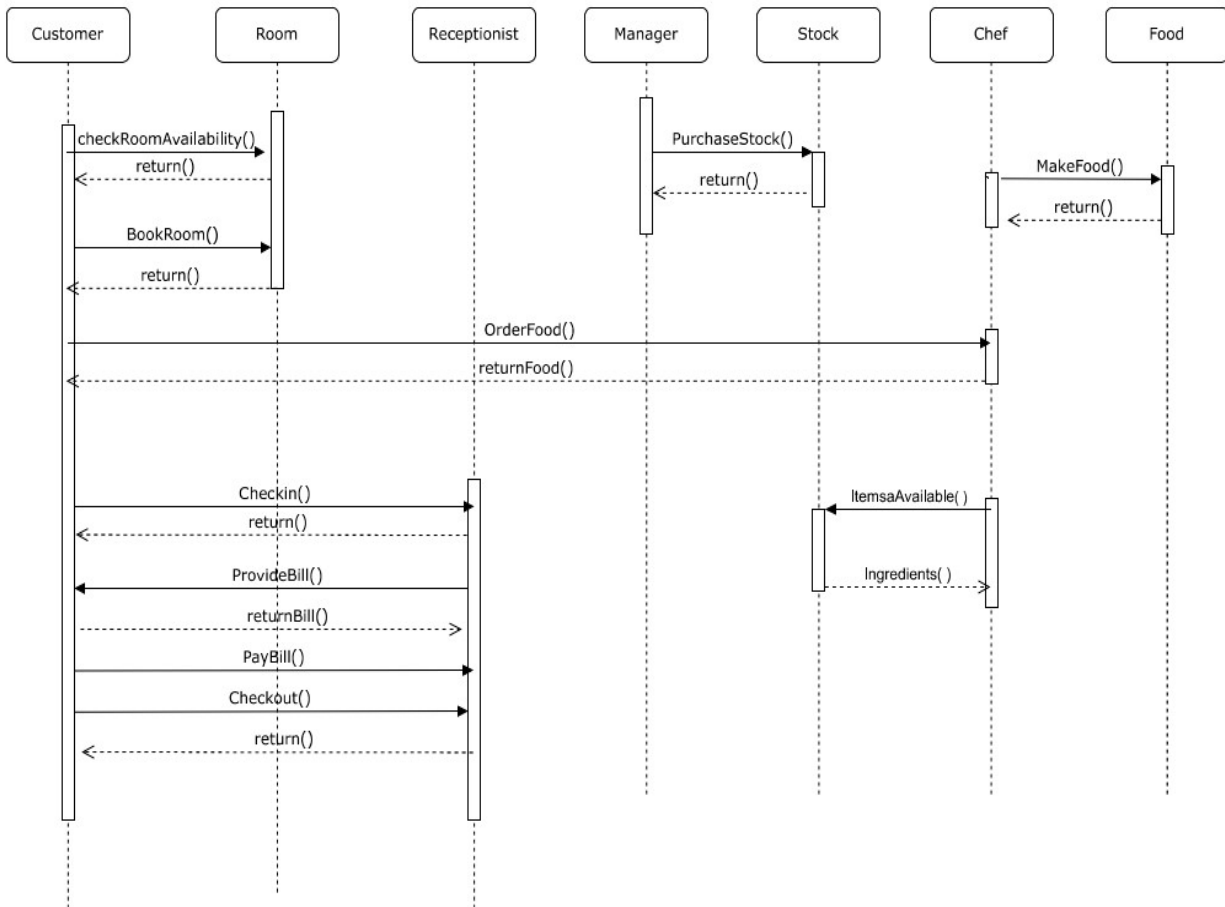 Customer
Room
Receptionist
Manager
Stock
Chef
Food
checkRoomAvailability()
PurchaseStock()
return()
MakeFood()
return()
return()
BookRoom()
return()
OrderFood()
returnFood()
Checkin()
ItemsaAvailable( )
return()
ProvideBill()
Ingredients( )
returnBill()
PayBill()
Checkout()
return()